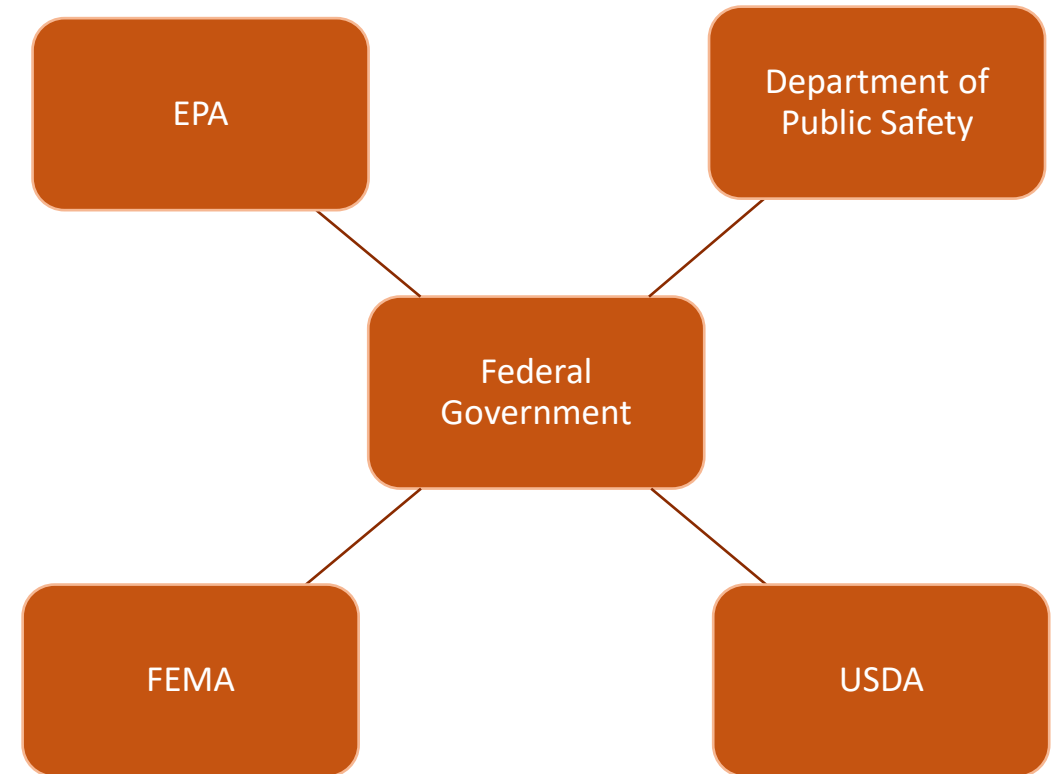 EPA
Department of
Public Safety
Federal
Government
FEMA
USDA